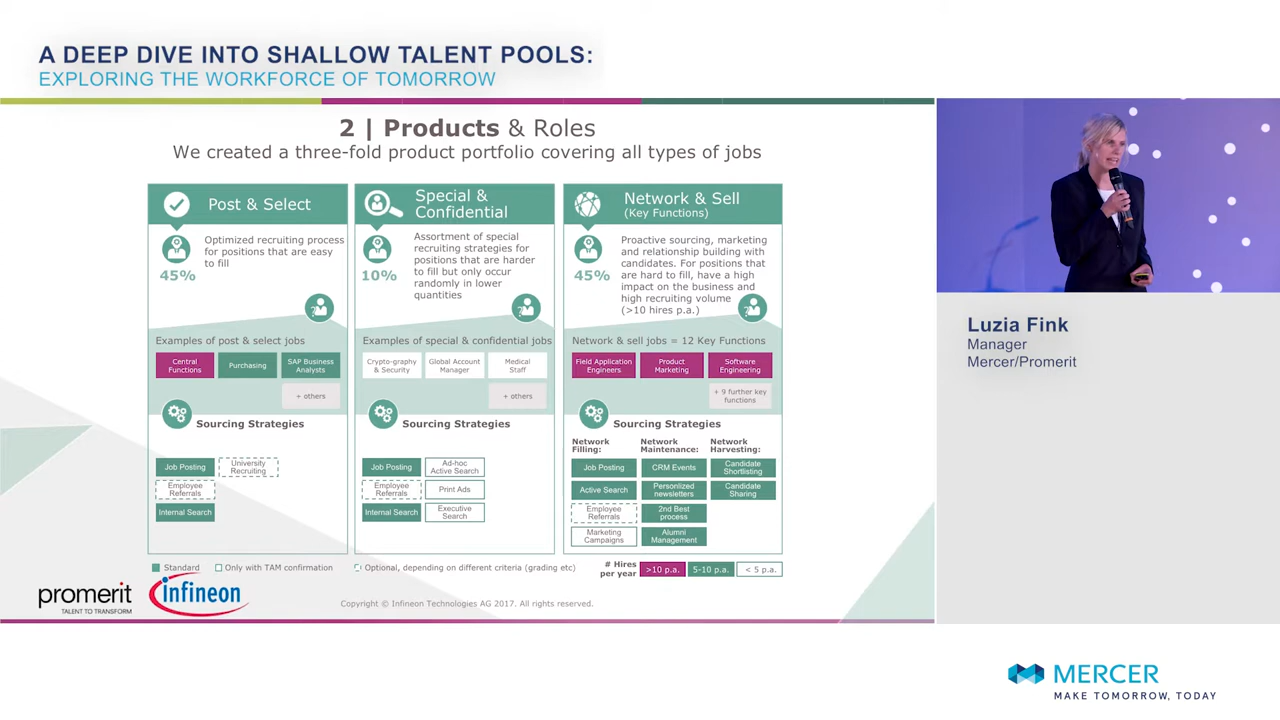 A DEEP DIVE INTO SHALLOW TALENT POOLS:
EXPLORING THE WORKFORCE OF TOMORROW
2 | Products & Roles
We created a three-fold product portfolio covering all types of jobs
Post & Select
45%
Optimized recruiting process
for positions that are easy
to fill
?
Examples of post & select jobs
Central
Functions
Purchasing
SAP Business
Analysts
+ others
Sourcing Strategies
Job Posting
University
Recruiting
Employee
Referrals
Internal Search
Special &
Confidential
10%
Assortment of special
recruiting strategies for
positions that are harder
to fill but only occur
randomly in lower
quantities
?
Examples of special & confidential jobs
Crypto-graphy
& Security
Global Account
Manager
Medical
Staff
+ others
Sourcing Strategies
Job Posting
Ad-hoc
Active Search
Employee
Referrals
Print Ads
Internal Search
Executive
Search
Network & Sell
(Key Functions)
45%
Proactive sourcing, marketing
and relationship building with
candidates. For positions that
are hard to fill, have a high
impact on the business and
high recruiting volume
(>10 hires p.a.)
?
Network & sell jobs = 12 Key Functions
Field Application
Engineers
Product
Marketing
Software
Engineering
+ 9 further key
functions
Sourcing Strategies
Network
Filling:
Network
Maintenance:
Network
Harvesting:
Job Posting
CRM Events
Candidate
Shortlisting
Active Search
Personlized
newsletters
Candidate
Sharing
Employee
Referrals
2nd Best
process
Marketing
Campaigns
Alumni
Management
Standard
Only with TAM confirmation
Optional, depending on different criteria (grading etc)
# Hires
per year
>10 p.a.
5-10 p.a.
< 5 p.a.
promerit
TALENT TO TRANSFORM
infineon
Copyright © Infineon Technologies AG 2017. All rights reserved.
Luzia Fink
Manager
Mercer/Promerit
MERCER
MAKE TOMORROW, TODAY